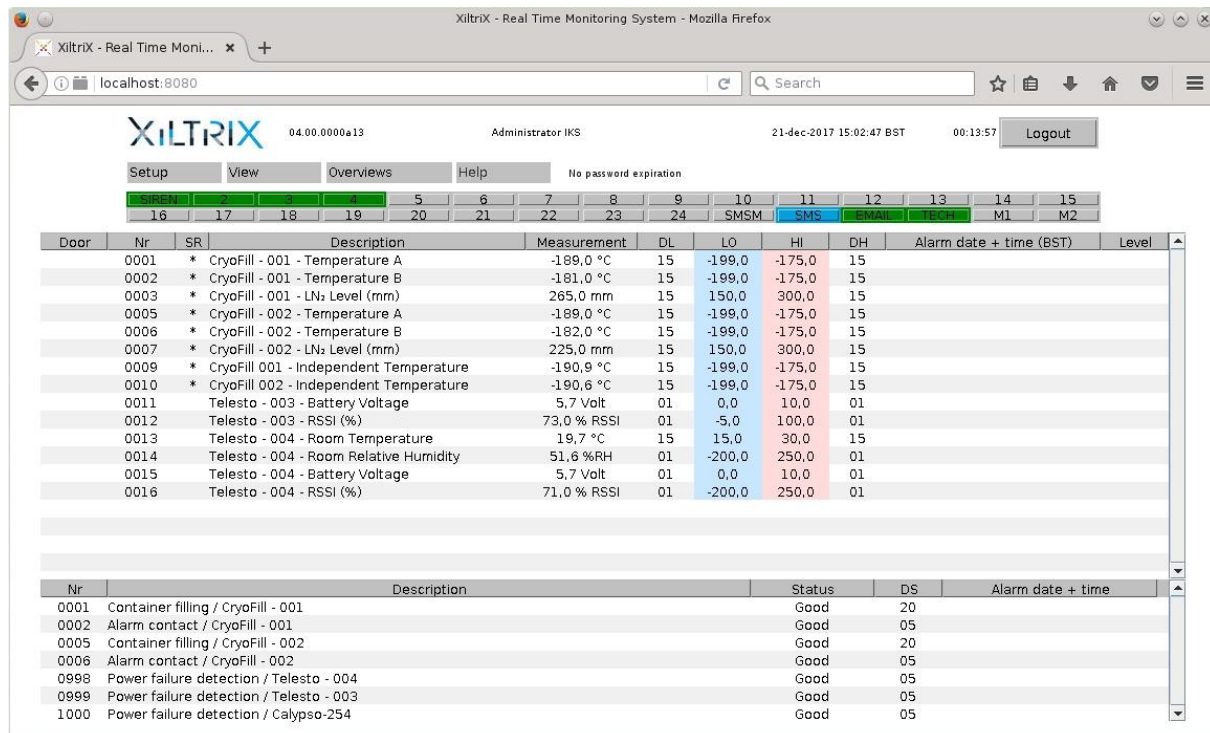 XiltriX - Real Time Monitoring System - Mozilla Firefox
XiltriX - Real Time Moni... × +
localhost:8080 Search
XILTRIX 04.00.0000a13 Administrator IKS 21-dec-2017 15:02:47 BST 00:13:57 Logout
Setup View Overviews Help No password expiration
SIREN 2 3 4 5 6 7 8 9 10 11 12 13 14 15
16 17 18 19 20 21 22 23 24 SMSM SMS EMAIL TECH M1 M2
Door Nr SR Description Measurement DL LO HI DH Alarm date + time (BST) Level
0001 * CryoFill - 001 - Temperature A -189,0 °C 15 -199,0 -175,0 15
0002 * CryoFill - 001 - Temperature B -181,0 °C 15 -199,0 -175,0 15
0003 * CryoFill - 001 - LN₂ Level (mm) 265,0 mm 15 150,0 300,0 15
0005 * CryoFill - 002 - Temperature A -189,0 °C 15 -199,0 -175,0 15
0006 * CryoFill - 002 - Temperature B -182,0 °C 15 -199,0 -175,0 15
0007 * CryoFill - 002 - LN₂ Level (mm) 225,0 mm 15 150,0 300,0 15
0009 * CryoFill 001 - Independent Temperature -190,9 °C 15 -199,0 -175,0 15
0010 * CryoFill 002 - Independent Temperature -190,6 °C 15 -199,0 -175,0 15
0011 Telesto - 003 - Battery Voltage 5,7 Volt 01 0,0 10,0 01
0012 Telesto - 003 - RSSI (%) 73,0 % RSSI 01 -5,0 100,0 01
0013 Telesto - 004 - Room Temperature 19,7 °C 15 15,0 30,0 15
0014 Telesto - 004 - Room Relative Humidity 51,6 %RH 01 -200,0 250,0 01
0015 Telesto - 004 - Battery Voltage 5,7 Volt 01 0,0 10,0 01
0016 Telesto - 004 - RSSI (%) 71,0 % RSSI 01 -200,0 250,0 01
Nr Description Status DS Alarm date + time
0001 Container filling / CryoFill - 001 Good 20
0002 Alarm contact / CryoFill - 001 Good 05
0005 Container filling / CryoFill - 002 Good 20
0006 Alarm contact / CryoFill - 002 Good 05
0998 Power failure detection / Telesto - 004 Good 05
0999 Power failure detection / Telesto - 003 Good 05
1000 Power failure detection / Calypso-254 Good 05